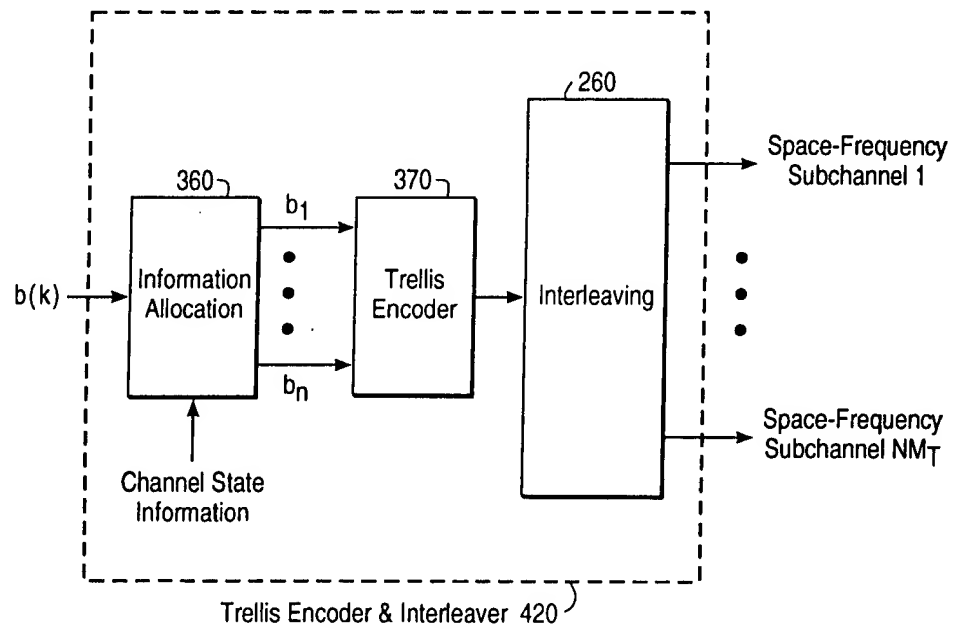 260
Space-Frequency
Subchannel 1
360
370
b1
b(k)
Information
Allocation
Trellis
Encoder
Interleaving
bn
Space-Frequency
Subchannel NMT
Channel State
Information
Trellis Encoder & Interleaver 420